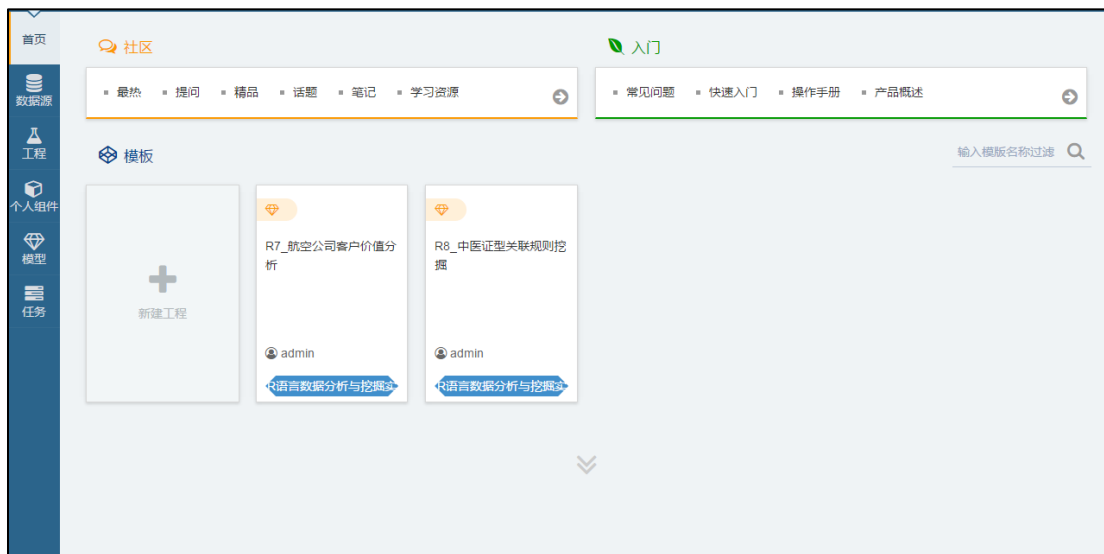 首页
数据源
工程
个人组件
模型
任务
社区
最热 提问 精品 话题 笔记 学习资源
入门
常见问题 快速入门 操作手册 产品概述
模板
输入模版名称过滤
新建工程
R7_航空公司客户价值分
析
admin
R语言数据分析与挖掘实
R8_中医证型关联规则挖
掘
admin
R语言数据分析与挖掘实